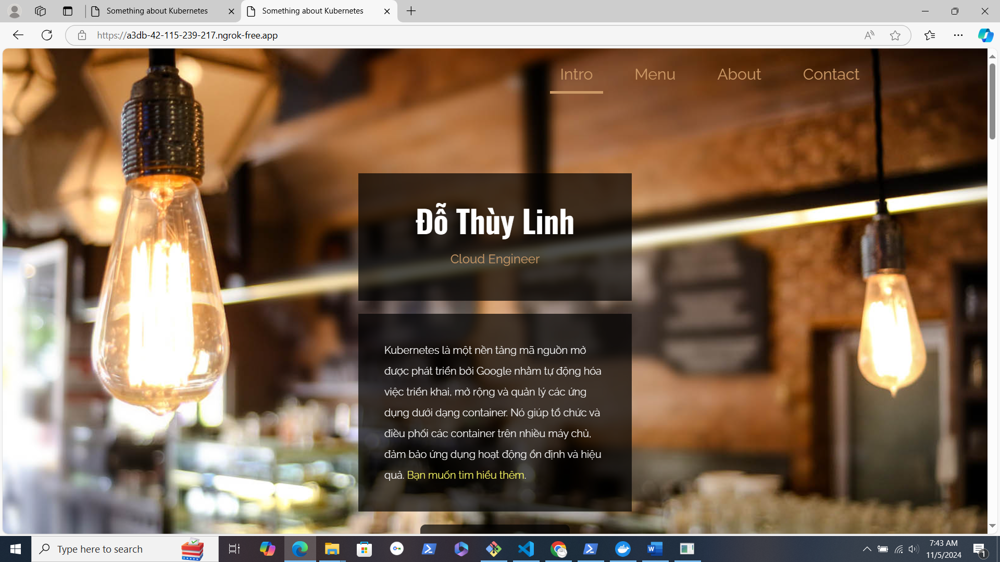 Something about Kubernetes
Something about Kubernetes
https://a3db-42-115-239-217.ngrok-free.app
Intro
Menu
About
Contact
Đỗ Thùy Linh
Cloud Engineer
Kubernetes là một nền tảng mã nguồn mở
được phát triển bởi Google nhằm tự động hóa
việc triển khai, mở rộng và quản lý các ứng
dụng dưới dạng container. Nó giúp tổ chức và
điều phối các container trên nhiều máy chủ,
đảm bảo ứng dụng hoạt động ổn định và hiệu
quả. Bạn muốn tìm hiểu thêm.
Type here to search
7:43 AM
11/5/2024
1